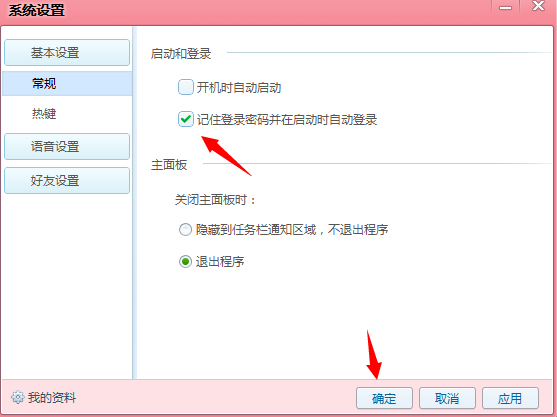 系统设置
基本设置
常规
热键
语音设置
好友设置
启动和登录
开机时自动启动
记住登录密码并在启动时自动登录
主面板
关闭主面板时：
隐藏到任务栏通知区域，不退出程序
退出程序
我的资料
确定
取消
应用